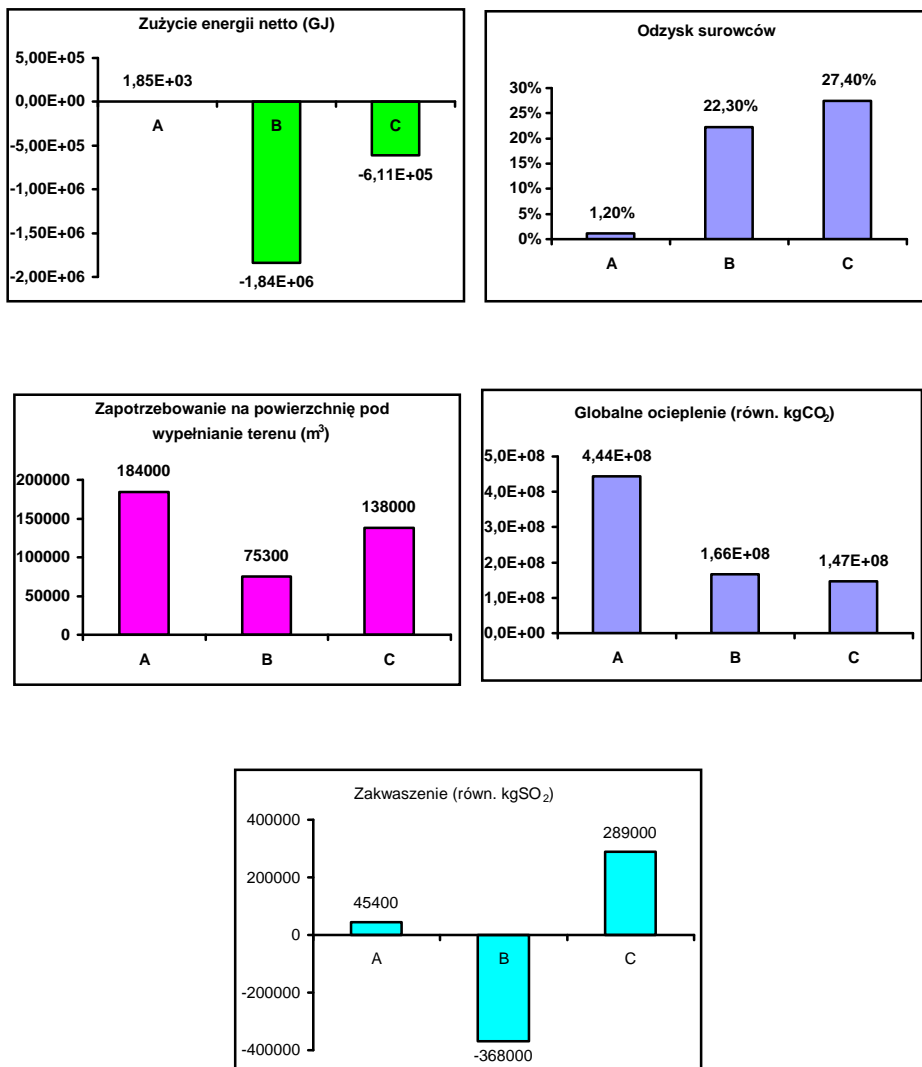 Zużycie energii netto (GJ)
5,00E+05
0,00E+00
-5,00E+05
-1,00E+06
-1,50E+06
-2,00E+06
1,85E+03
A
B
C
-6,11E+05
-1,84E+06
Odzysk surowców
30%
25%
20%
15%
10%
5%
0%
1,20%
22,30%
27,40%
A
B
C
Zapotrzebowanie na powierzchnię pod
wypełnianie terenu (m³)
200000
150000
100000
50000
0
184000
75300
138000
A
B
C
Globalne ocieplenie (równ. kgCO₂)
5,0E+08
4,0E+08
3,0E+08
2,0E+08
1,0E+08
0,0E+00
4,44E+08
1,66E+08
1,47E+08
A
B
C
Zakwaszenie (równ. kgSO₂)
400000
200000
0
-200000
-400000
45400
289000
A
B
C
-368000